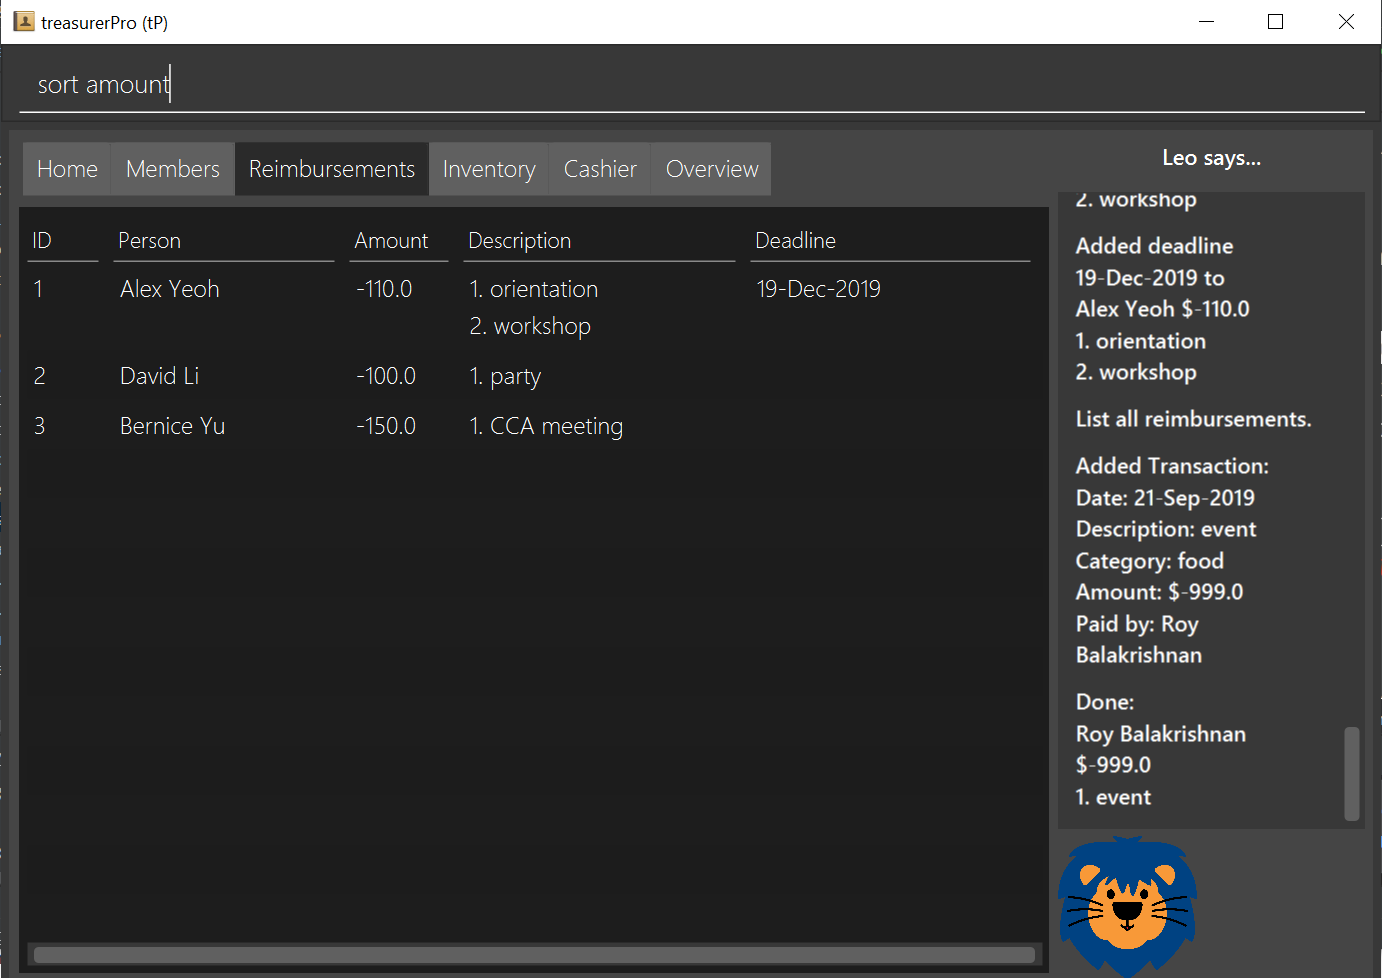 treasurerPro (tP)
sort amount
Home Members Reimbursements Inventory Cashier Overview
ID Person Amount Description Deadline
1 Alex Yeoh -110.0 1. orientation 19-Dec-2019
2. workshop
2 David Li -100.0 1. party
3 Bernice Yu -150.0 1. CCA meeting
Leo says...
2. workshop
Added deadline
19-Dec-2019 to
Alex Yeoh $-110.0
1. orientation
2. workshop
List all reimbursements.
Added Transaction:
Date: 21-Sep-2019
Description: event
Category: food
Amount: $-999.0
Paid by: Roy
Balakrishnan
Done:
Roy Balakrishnan
$-999.0
1. event